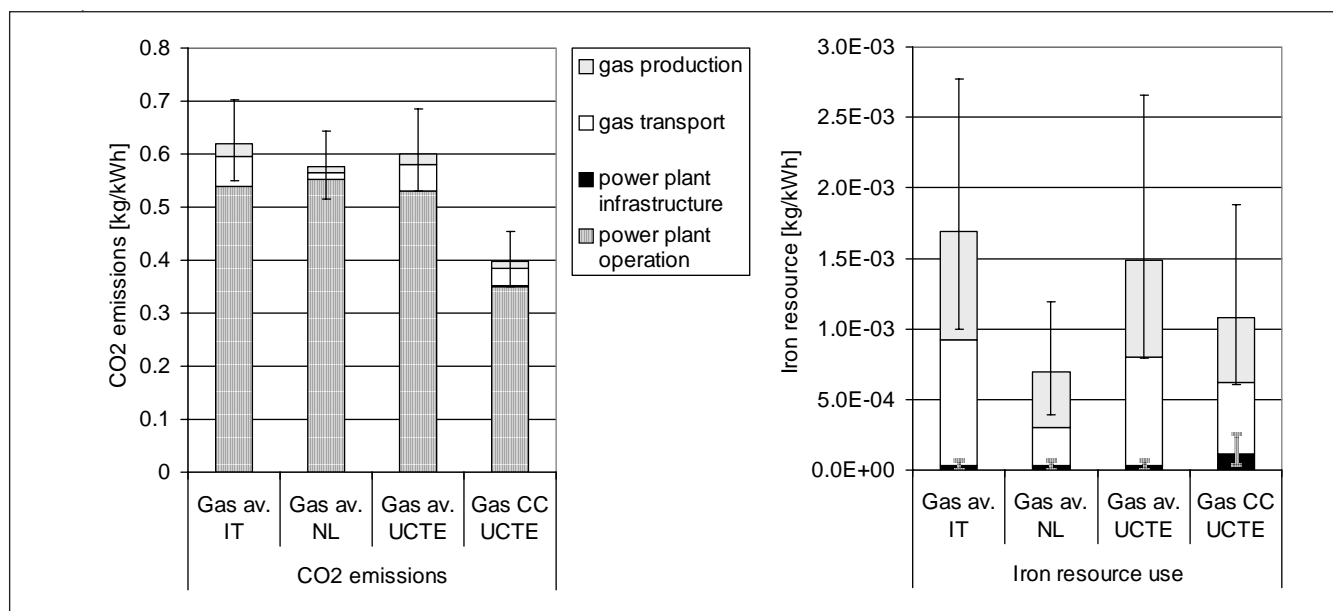 CO2 emissions [kg/kWh]
0.8
0.7
0.6
0.5
0.4
0.3
0.2
0.1
0
Gas av.
IT
Gas av.
NL
Gas av.
UCTE
Gas CC
UCTE
CO2 emissions
gas production
gas transport
power plant
infrastructure
power plant
operation
Iron resource [kg/kWh]
3.0E-03
2.5E-03
2.0E-03
1.5E-03
1.0E-03
5.0E-04
0.0E+00
Gas av.
IT
Gas av.
NL
Gas av.
UCTE
Gas CC
UCTE
Iron resource use